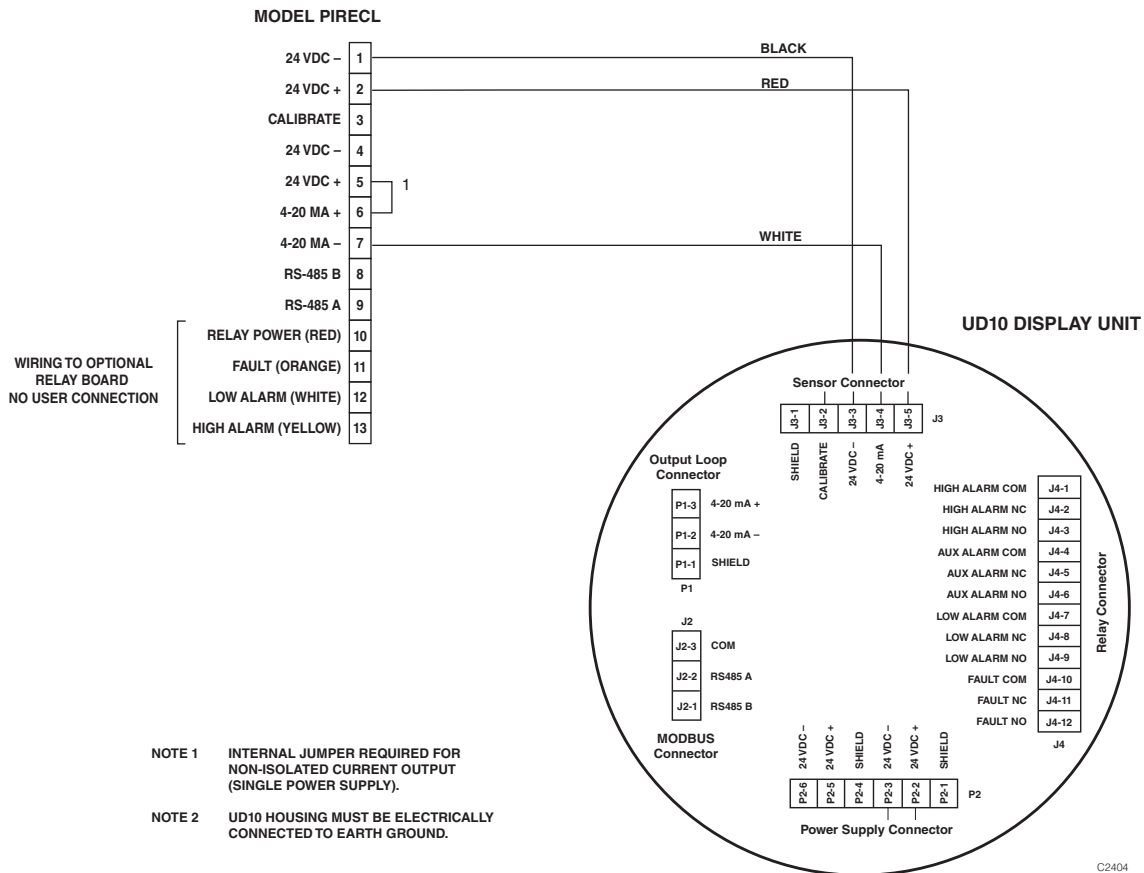 MODEL PIRECL
24 VDC – 1
24 VDC + 2
CALIBRATE 3
24 VDC – 4
24 VDC + 5
4-20 MA + 6
4-20 MA – 7
RS-485 B 8
RS-485 A 9
RELAY POWER (RED) 10
FAULT (ORANGE) 11
LOW ALARM (WHITE) 12
HIGH ALARM (YELLOW) 13
1
WIRING TO OPTIONAL
RELAY BOARD
NO USER CONNECTION
BLACK
RED
WHITE
UD10 DISPLAY UNIT
Sensor Connector
J3-1 J3-2 J3-3 J3-4 J3-5 J3
SHIELD
CALIBRATE
24 VDC –
4-20 mA
24 VDC +
Output Loop
Connector
P1-3 4-20 mA +
P1-2 4-20 mA –
P1-1 SHIELD
P1
J2
J2-3 COM
J2-2 RS485 A
J2-1 RS485 B
MODBUS
Connector
HIGH ALARM COM J4-1
HIGH ALARM NC J4-2
HIGH ALARM NO J4-3
AUX ALARM COM J4-4
AUX ALARM NC J4-5
AUX ALARM NO J4-6
LOW ALARM COM J4-7
LOW ALARM NC J4-8
LOW ALARM NO J4-9
FAULT COM J4-10
FAULT NC J4-11
FAULT NO J4-12
J4
Relay Connector
24 VDC –
24 VDC +
SHIELD
24 VDC –
24 VDC +
SHIELD
P2-6 P2-5 P2-4 P2-3 P2-2 P2-1 P2
Power Supply Connector
NOTE 1 INTERNAL JUMPER REQUIRED FOR
NON-ISOLATED CURRENT OUTPUT
(SINGLE POWER SUPPLY).
NOTE 2 UD10 HOUSING MUST BE ELECTRICALLY
CONNECTED TO EARTH GROUND.
C2404